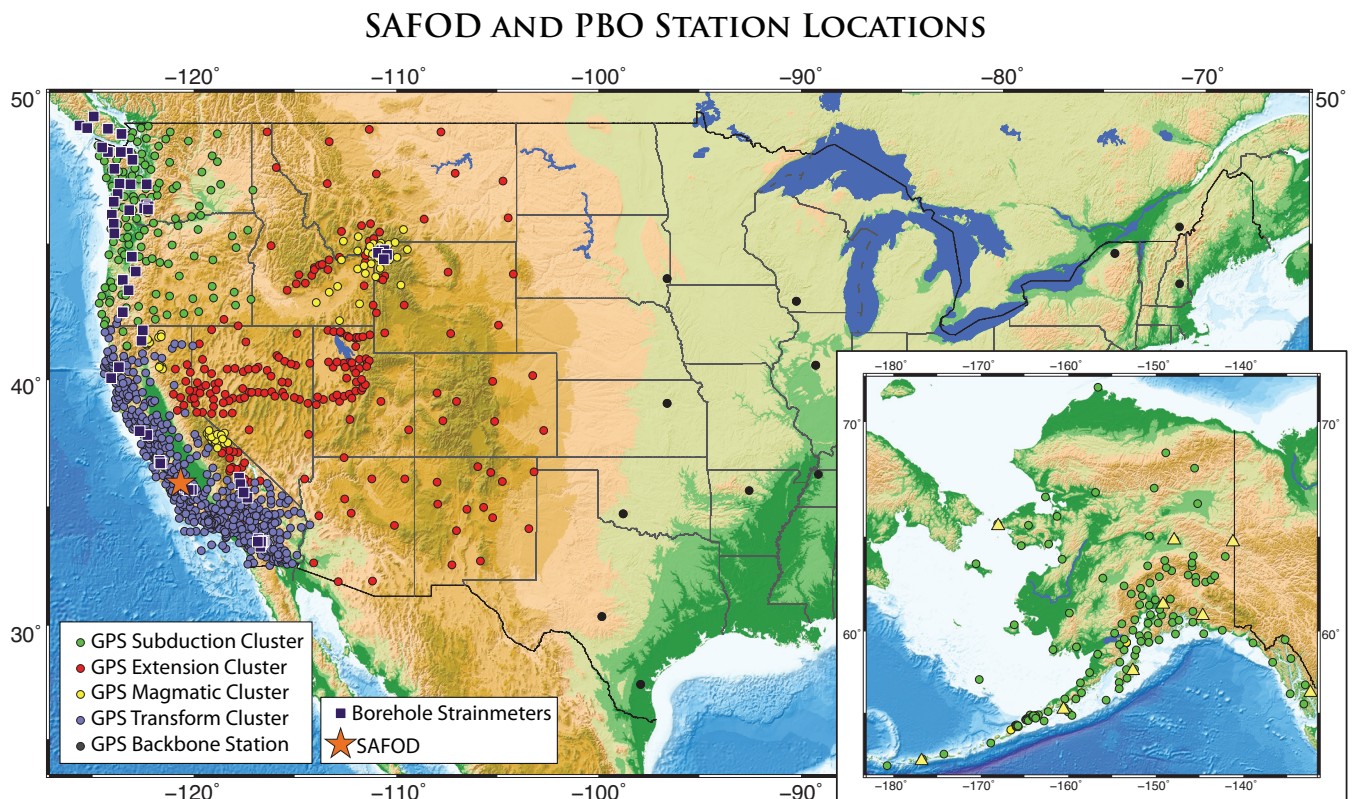 SAFOD AND PBO STATION LOCATIONS
−120° −110° −100° −90° −80° −70°
50° 50°
40°
30°
−180° −170° −160° −150° −140°
70° 70°
60° 60°
−180° −170° −160° −150° −140°
GPS Subduction Cluster
GPS Extension Cluster
GPS Magmatic Cluster
GPS Transform Cluster
GPS Backbone Station
Borehole Strainmeters
SAFOD
−120° −110° −100° −90°